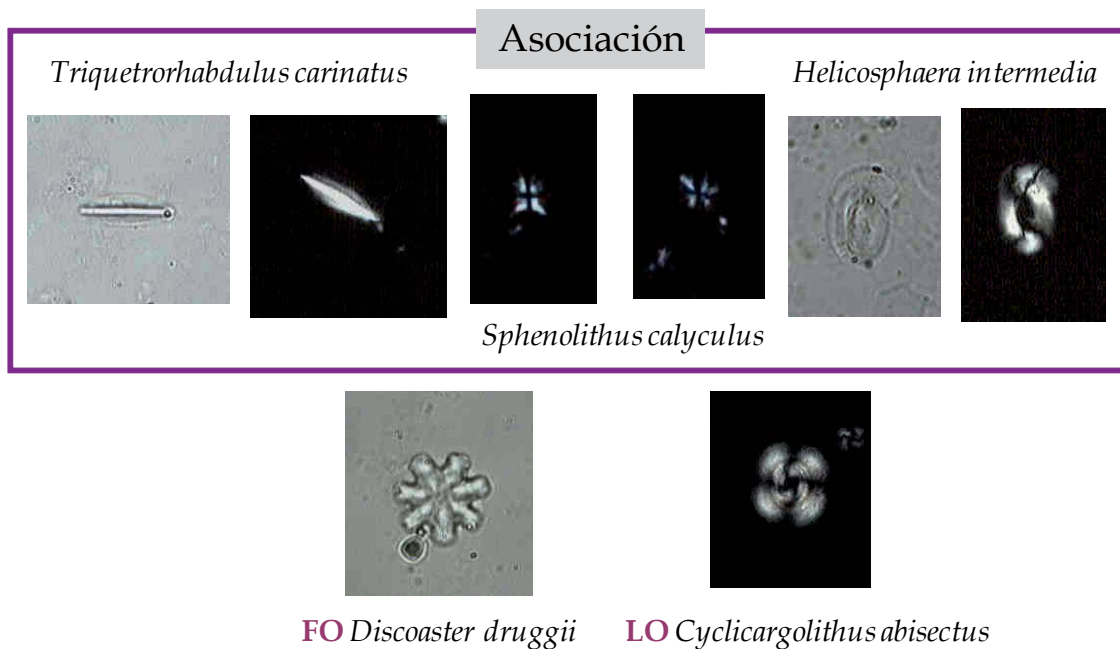 Asociación
Triquetrorhabdulus carinatus
Helicosphaera intermedia
Sphenolithus calyculus
FO Discoaster druggii
LO Cyclicargolithus abisectus